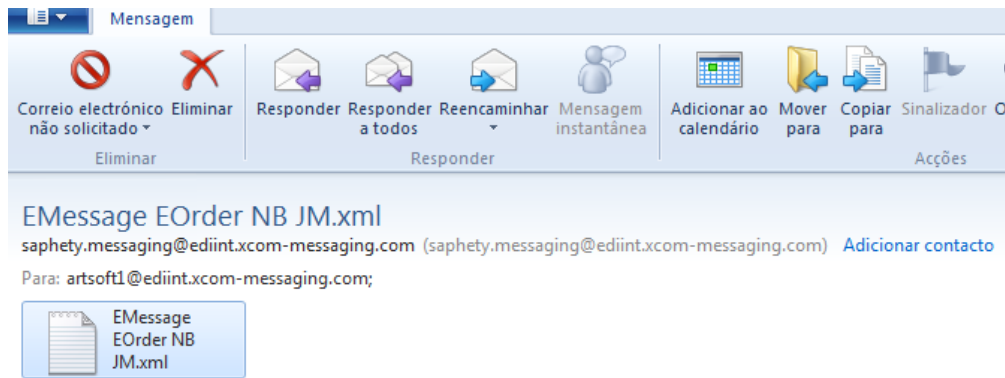 Mensagem
Correio electrónico não solicitado
Eliminar
Responder
Responder a todos
Reencaminhar
Mensagem instantânea
Adicionar ao calendário
Mover para
Copiar para
Sinalizador
Eliminar
Responder
Acções
EMessage EOrder NB JM.xml
saphety.messaging@ediint.xcom-messaging.com (saphety.messaging@ediint.xcom-messaging.com) Adicionar contacto
Para: artsoft1@ediint.xcom-messaging.com;
EMessage
EOrder NB
JM.xml